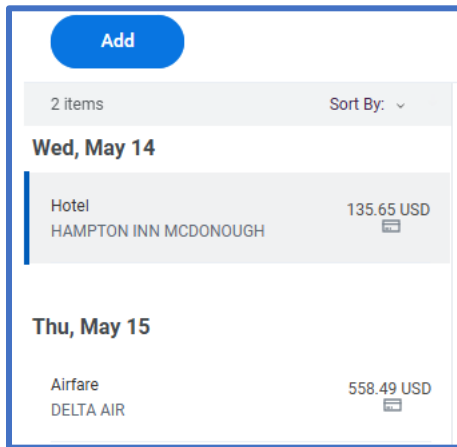 Add
2 items
Sort By:
Wed, May 14
Hotel
135.65 USD
HAMPTON INN MCDONOUGH
Thu, May 15
Airfare
558.49 USD
DELTA AIR